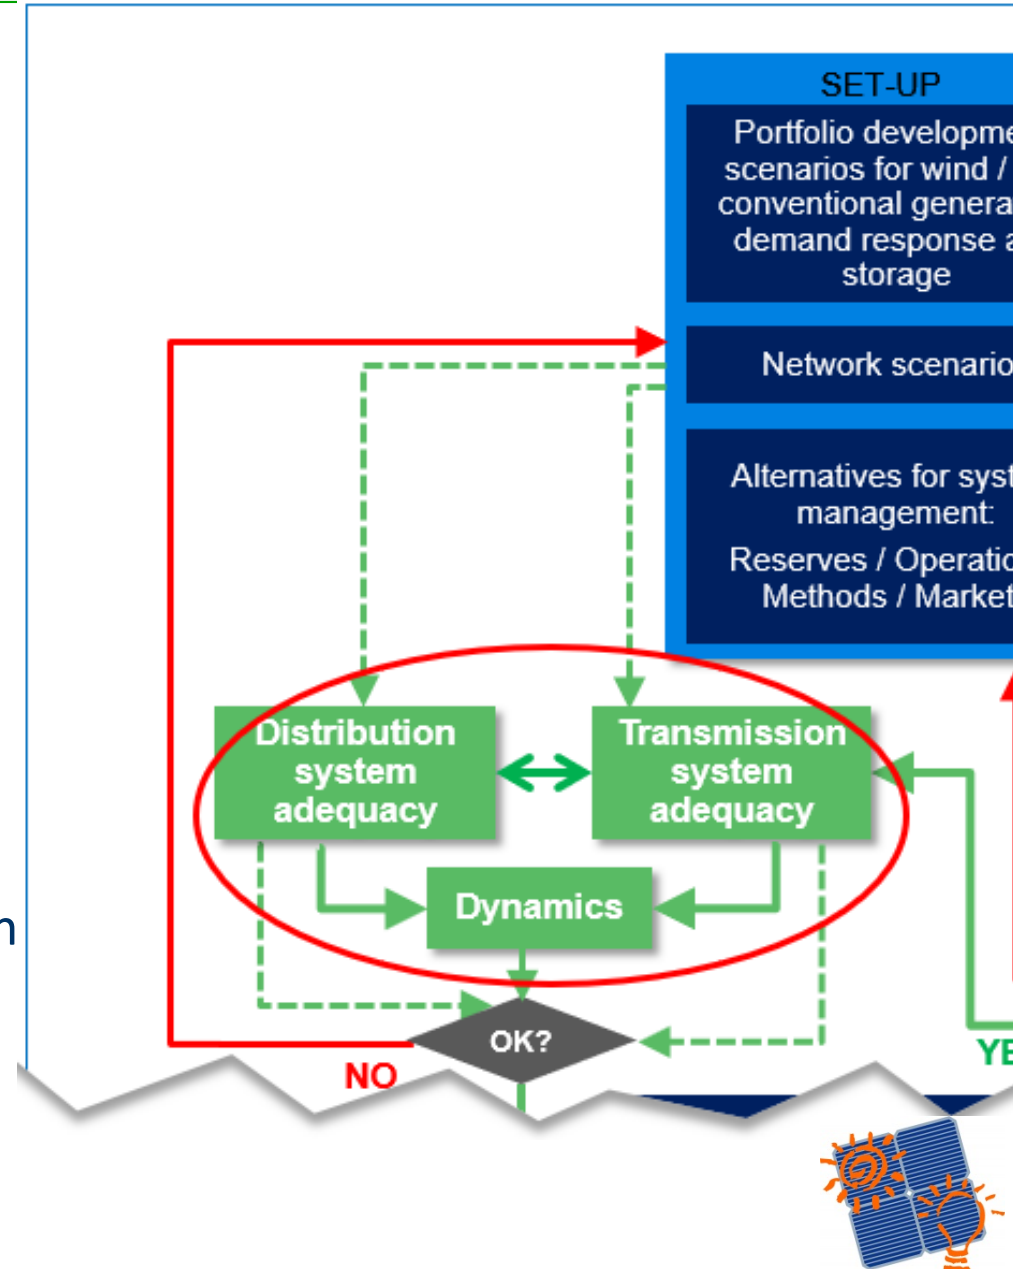 SET-UP
Portfolio developme
scenarios for wind /
conventional genera
demand response a
storage
Network scenario
Alternatives for syst
management:
Reserves / Operatio
Methods / Market
Distribution
system
adequacy
Transmission
system
adequacy
Dynamics
n
OK?
NO
YE